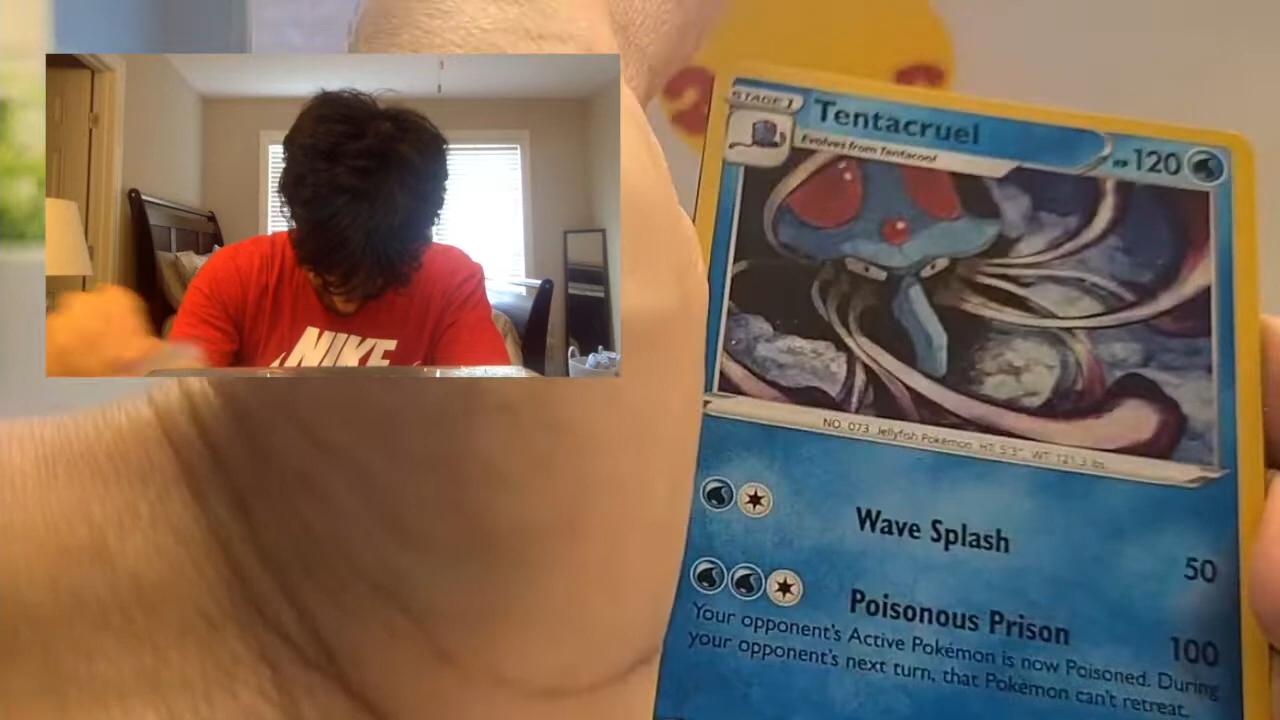 NIKE
STAGE 1
Tentacruel
HP 120
Evolves from Tentacool
NO. 073 Jellyfish Pokémon HT: 5'3" WT: 121.3 lbs.
Wave Splash
50
Poisonous Prison
100
Your opponent's Active Pokémon is now Poisoned. During
your opponent's next turn, that Pokémon can't retreat.